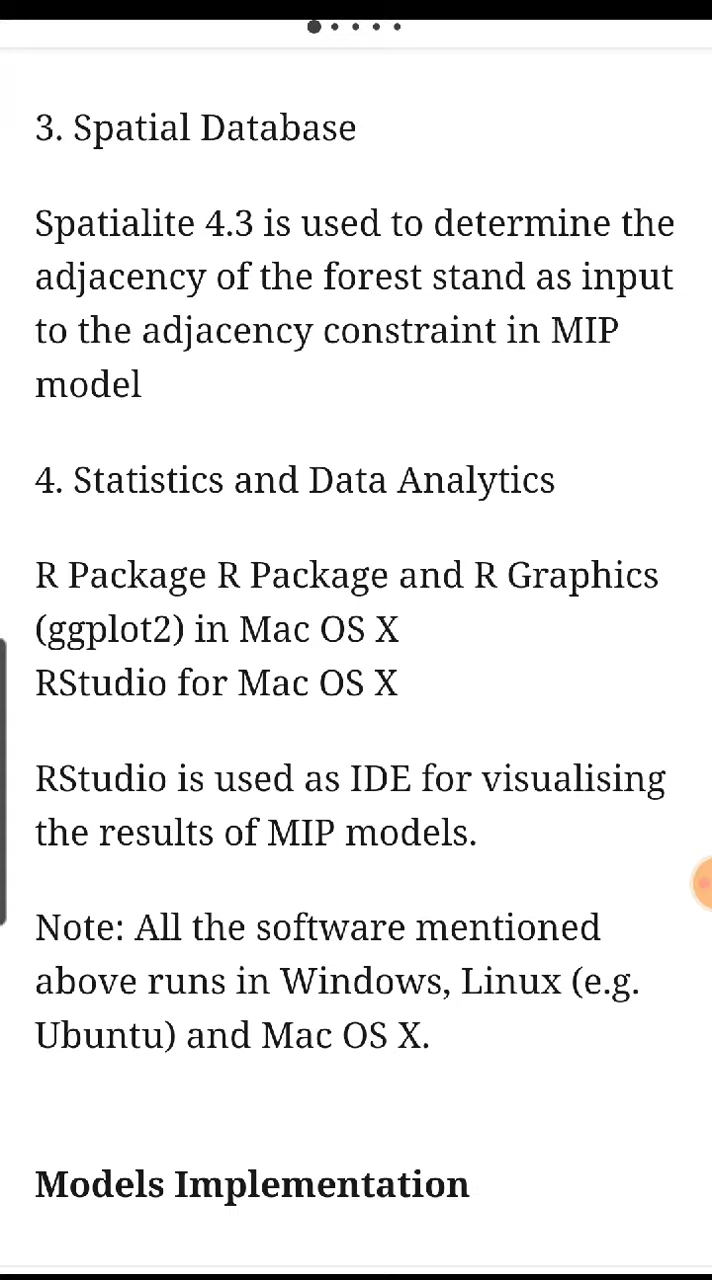 3. Spatial Database
Spatialite 4.3 is used to determine the
adjacency of the forest stand as input
to the adjacency constraint in MIP
model
4. Statistics and Data Analytics
R Package R Package and R Graphics
(ggplot2) in Mac OS X
RStudio for Mac OS X
RStudio is used as IDE for visualising
the results of MIP models.
Note: All the software mentioned
above runs in Windows, Linux (e.g.
Ubuntu) and Mac OS X.
Models Implementation